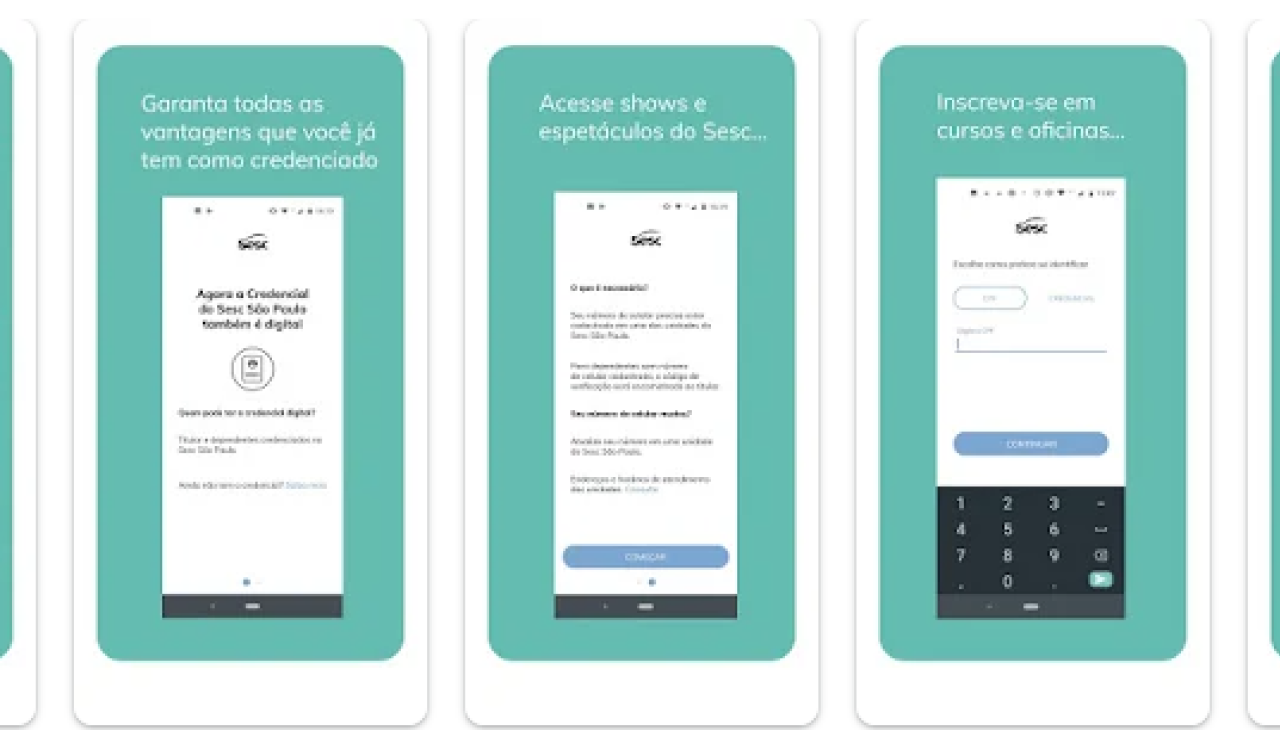 Garanta todas as
vantagens que você já
tem como credenciado
Sesc
Agora a Credencial
do Sesc São Paulo
também é digital
Quem pode ter a credencial digital?
Titular e dependentes credenciados no
Sesc São Paulo
Ainda não tem a credencial? Saiba mais
Acesse shows e
espetáculos do Sesc...
Sesc
O que é necessário?
Seu número de celular precisa estar
cadastrado em uma das unidades do
Sesc São Paulo.
Para dependentes sem número
de celular cadastrado, o código de
verificação será encaminhado ao titular
Seu número de celular mudou?
Atualize seu número em uma unidade
do Sesc São Paulo.
Endereços e horários de atendimento
das unidades. Consulte
COMEÇAR
Inscreva-se em
cursos e oficinas...
Sesc
Escolha como prefere se identificar
CPF CREDENCIAL
Digite o CPF
CONTINUAR
1 2 3 -
4 5 6
7 8 9
. 0 .